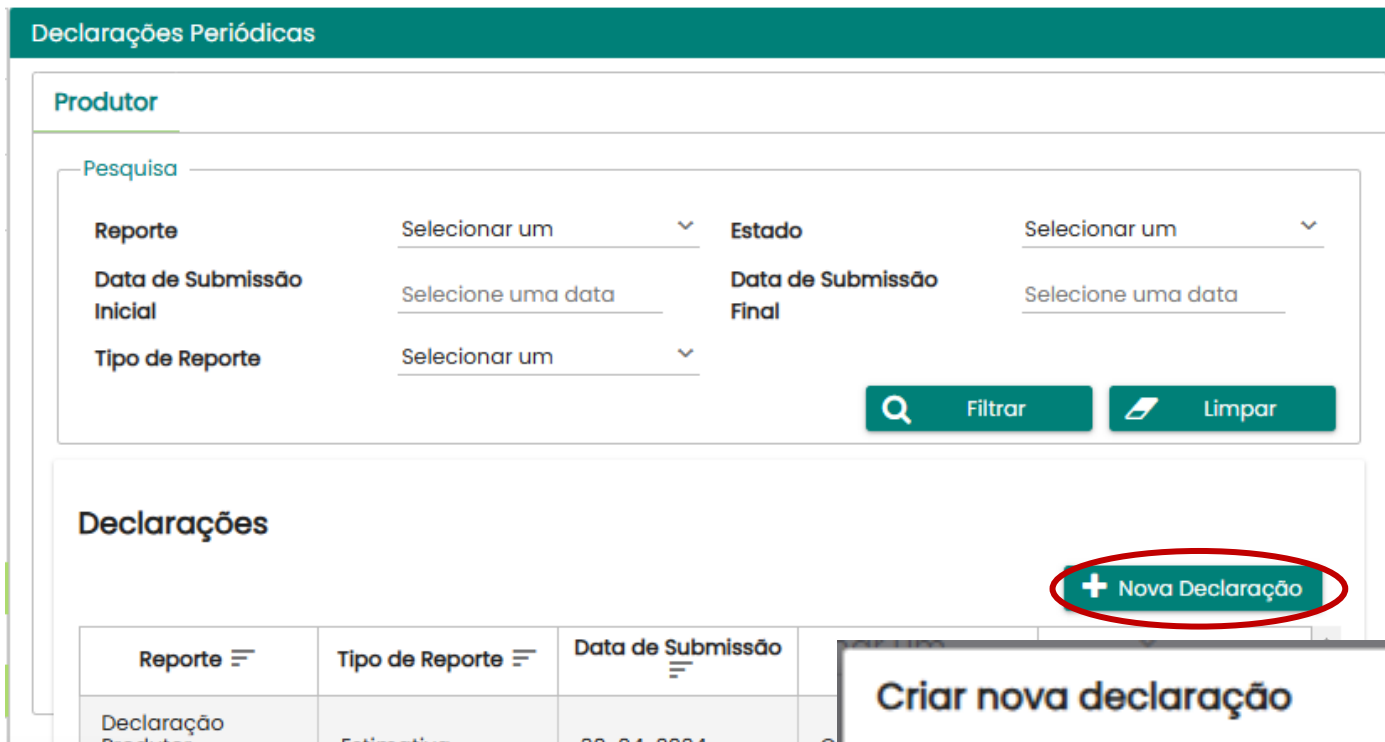 Declarações Periódicas
Produtor
Pesquisa
Reporte Selecionar um Estado Selecionar um
Data de Submissão Inicial Selecione uma data Data de Submissão Final Selecione uma data
Tipo de Reporte Selecionar um
Filtrar Limpar
Declarações
Nova Declaração
Reporte Tipo de Reporte Data de Submissão
Criar nova declaração
Declaração